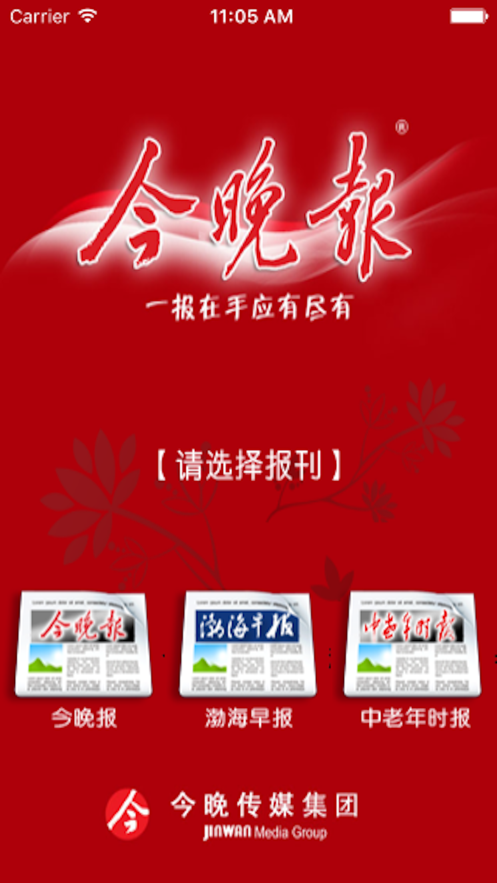 Carrier 11:05 AM
今晚报®
一报在手应有尽有
【请选择报刊】
今晚報 渤海早报 中老年时报
今晚报 渤海早报 中老年时报
今 今晚传媒集团
JINWAN Media Group